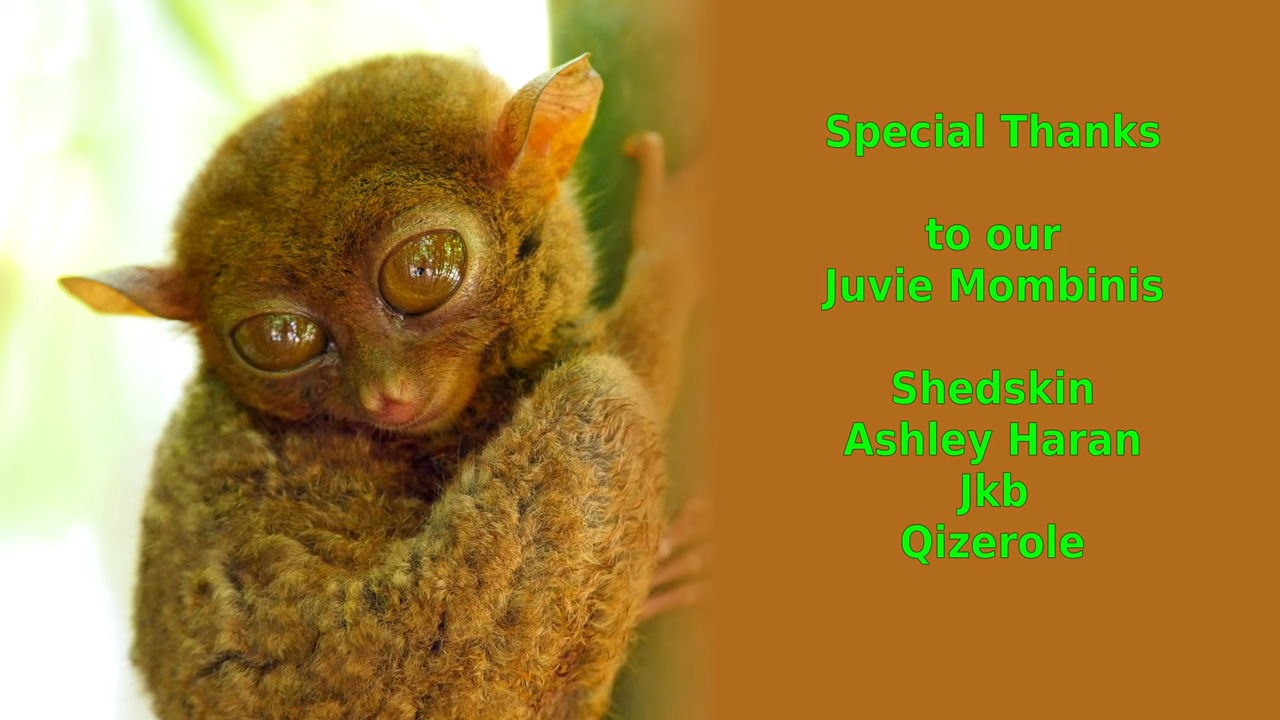 Special Thanks
to our
Juvie Mombinis
Shedskin
Ashley Haran
Jkb
Qizerole